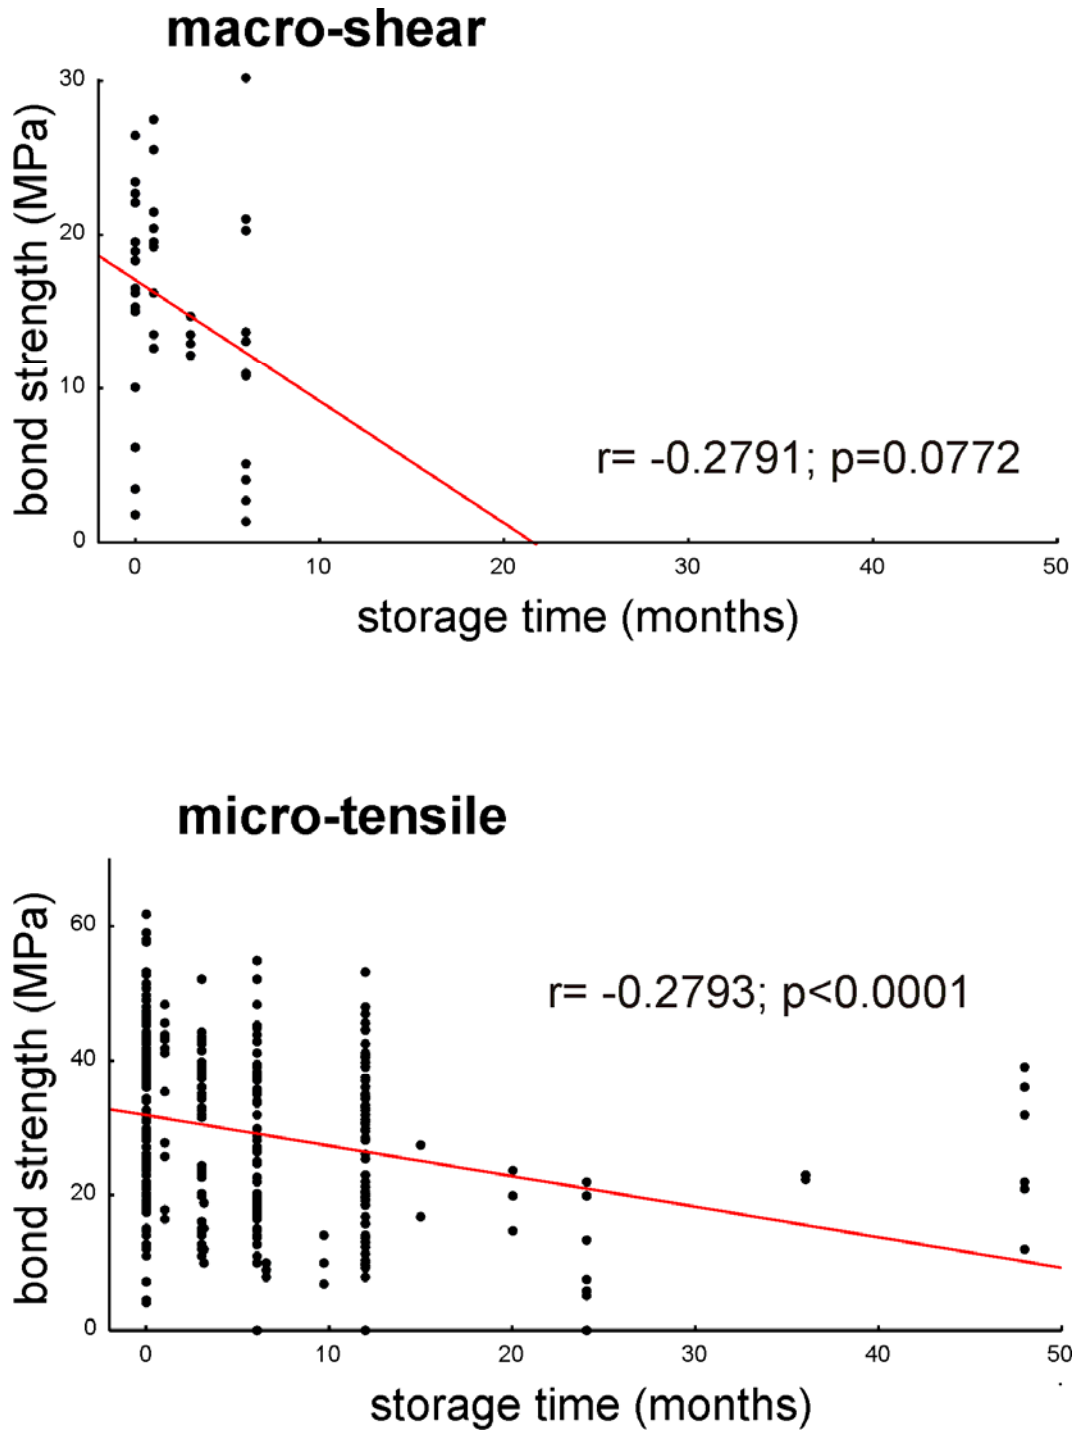 macro-shear
bond strength (MPa)
30
20
10
0
r= -0.2791; p=0.0772
0 10 20 30 40 50
storage time (months)
micro-tensile
bond strength (MPa)
60
40
20
0
r= -0.2793; p<0.0001
0 10 20 30 40 50
storage time (months)